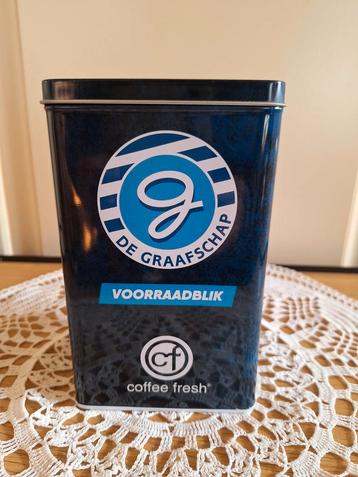 g
DE GRAAFSCHAP
VOORRAADBLIK
cf
coffee fresh®